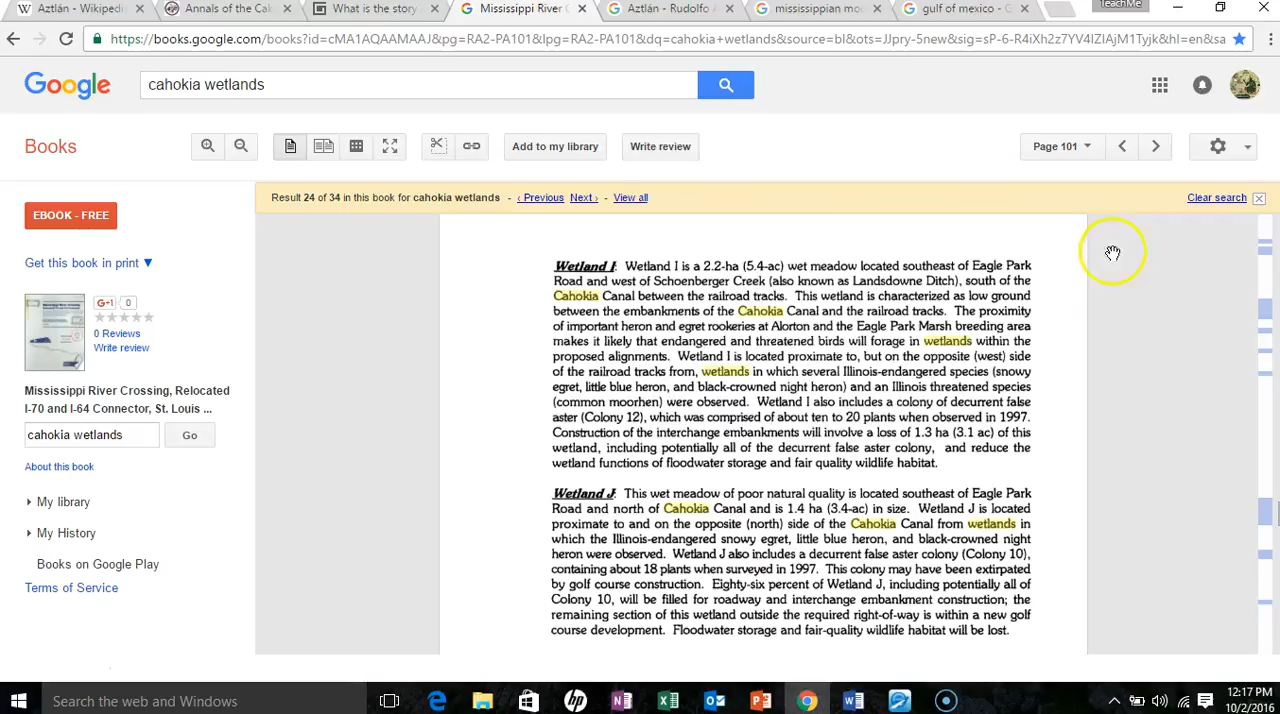 Aztlán - Wikipedi
Annals of the Cak
What is the story
Mississippi River C
Aztlán - Rudolfo A
mississippian mou
gulf of mexico - G
TeachMe
https://books.google.com/books?id=cMA1AQAAMAAJ&pg=RA2-PA101&lpg=RA2-PA101&dq=cahokia+wetlands&source=bl&ots=JJpry-5new&sig=sP-6-R4iXh2z7YV4IZIAjM1Tyjk&hl=en&sa
Google
cahokia wetlands
Books
Add to my library
Write review
Page 101
Result 24 of 34 in this book for cahokia wetlands - ‹ Previous Next › - View all
Clear search
EBOOK - FREE
Get this book in print ▼
G+1 0
0 Reviews
Write review
Mississippi River Crossing, Relocated
I-70 and I-64 Connector, St. Louis ...
cahokia wetlands
Go
About this book
My library
My History
Books on Google Play
Terms of Service
Wetland I: Wetland I is a 2.2-ha (5.4-ac) wet meadow located southeast of Eagle Park
Road and west of Schoenberger Creek (also known as Landsdowne Ditch), south of the
Cahokia Canal between the railroad tracks. This wetland is characterized as low ground
between the embankments of the Cahokia Canal and the railroad tracks. The proximity
of important heron and egret rookeries at Alorton and the Eagle Park Marsh breeding area
makes it likely that endangered and threatened birds will forage in wetlands within the
proposed alignments. Wetland I is located proximate to, but on the opposite (west) side
of the railroad tracks from, wetlands in which several Illinois-endangered species (snowy
egret, little blue heron, and black-crowned night heron) and an Illinois threatened species
(common moorhen) were observed. Wetland I also includes a colony of decurrent false
aster (Colony 12), which was comprised of about ten to 20 plants when observed in 1997.
Construction of the interchange embankments will involve a loss of 1.3 ha (3.1 ac) of this
wetland, including potentially all of the decurrent false aster colony, and reduce the
wetland functions of floodwater storage and fair quality wildlife habitat.
Wetland J: This wet meadow of poor natural quality is located southeast of Eagle Park
Road and north of Cahokia Canal and is 1.4 ha (3.4-ac) in size. Wetland J is located
proximate to and on the opposite (north) side of the Cahokia Canal from wetlands in
which the Illinois-endangered snowy egret, little blue heron, and black-crowned night
heron were observed. Wetland J also includes a decurrent false aster colony (Colony 10),
containing about 18 plants when surveyed in 1997. This colony may have been extirpated
by golf course construction. Eighty-six percent of Wetland J, including potentially all of
Colony 10, will be filled for roadway and interchange embankment construction; the
remaining section of this wetland outside the required right-of-way is within a new golf
course development. Floodwater storage and fair-quality wildlife habitat will be lost.
Search the web and Windows
12:17 PM
10/2/2016